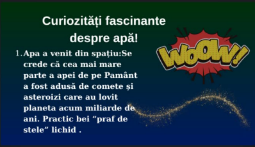 Curiozități fascinante
despre apă!
WOOW!
1.Apa a venit din spațiu:Se
crede că cea mai mare
parte a apei de pe Pamânt
a fost adusă de comete și
asteroizi care au lovit
planeta acum miliarde de
ani. Practic bei “praf de
stele” lichid .